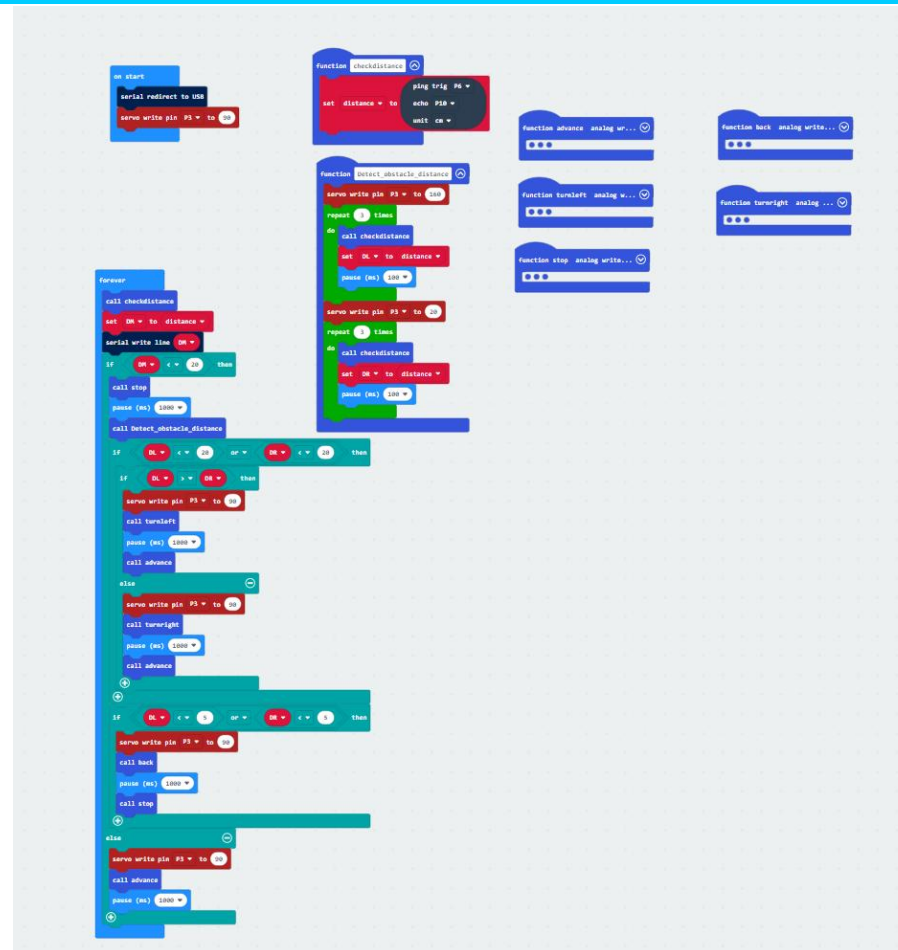 on start
serial redirect to USB
servo write pin P3 to 90
function checkdistance
set distance to
ping trig P6
echo P10
unit cm
function Detect_obstacle_distance
servo write pin P3 to 160
repeat 3 times
do
call checkdistance
set DL to distance
pause (ms) 100
servo write pin P3 to 20
repeat 3 times
do
call checkdistance
set DR to distance
pause (ms) 100
function advance analog wr...
function back analog write...
function turnleft analog w...
function turnright analog ...
function stop analog write...
forever
call checkdistance
set DM to distance
serial write line DM
if DM < 20 then
call stop
pause (ms) 1000
call Detect_obstacle_distance
if DL < 20 or DR < 20 then
if DL > DR then
servo write pin P3 to 90
call turnleft
pause (ms) 1000
call advance
else
servo write pin P3 to 90
call turnright
pause (ms) 1000
call advance
if DL < 5 or DR < 5 then
servo write pin P3 to 90
call back
pause (ms) 1000
call stop
else
servo write pin P3 to 90
call advance
pause (ms) 1000